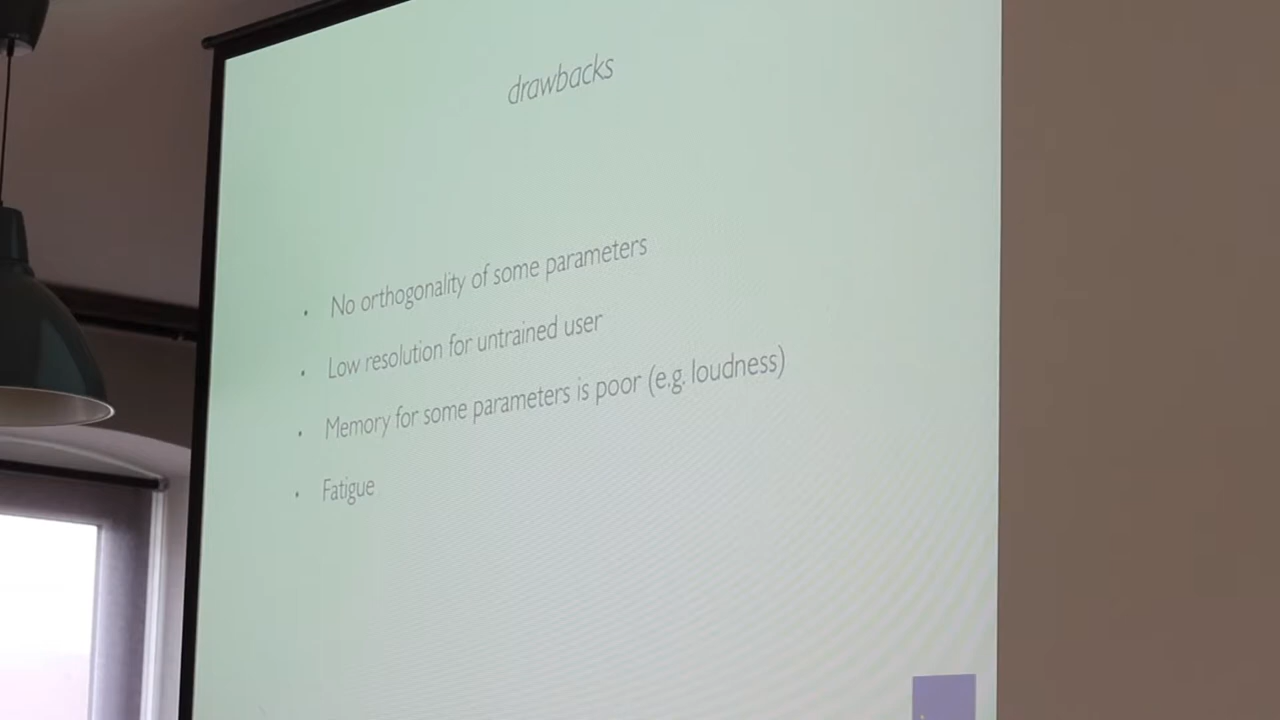 drawbacks
• No orthogonality of some parameters
• Low resolution for untrained user
• Memory for some parameters is poor (e.g. loudness)
• Fatigue